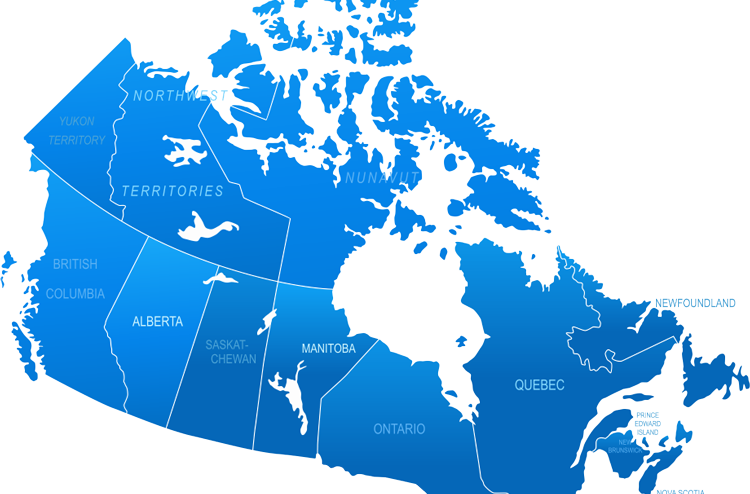 NORTHWEST
YUKON
TERRITORY
NUNAVUT
TERRITORIES
BRITISH
COLUMBIA
NEWFOUNDLAND
ALBERTA
SASKAT-
CHEWAN
MANITOBA
QUEBEC
PRINCE
EDWARD
ISLAND
ONTARIO
NEW
BRUNSWICK
NOVA SCOTIA